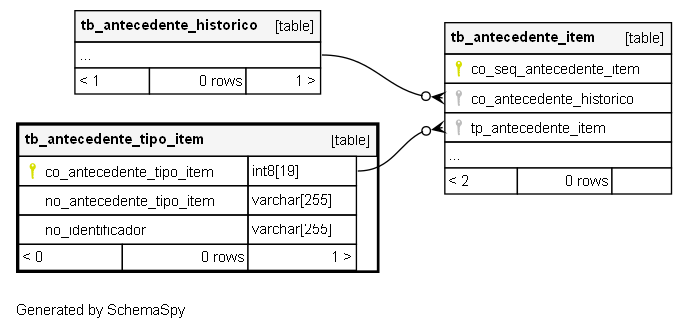 tb_antecedente_historico [table]
...
< 1 0 rows 1 >
tb_antecedente_item [table]
co_seq_antecedente_item
co_antecedente_historico
tp_antecedente_item
...
< 2 0 rows
tb_antecedente_tipo_item [table]
co_antecedente_tipo_item int8[19]
no_antecedente_tipo_item varchar[255]
no_identificador varchar[255]
< 0 0 rows 1 >
Generated by SchemaSpy